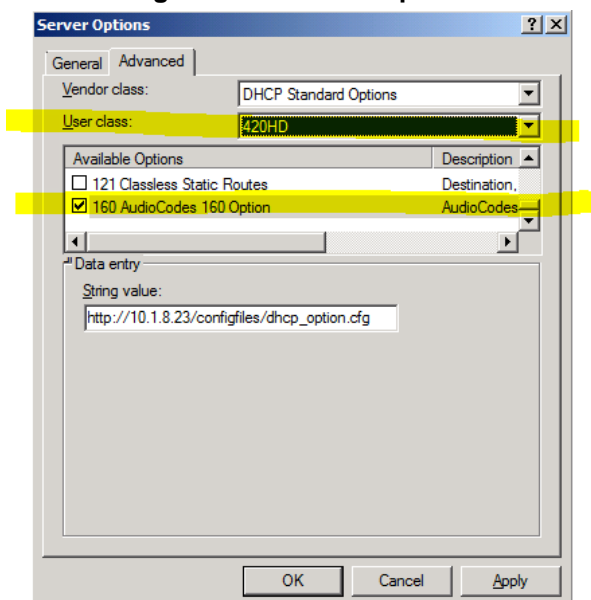 Server Options
General Advanced
Vendor class: DHCP Standard Options
User class: 420HD
Available Options Description
121 Classless Static Routes Destination,
160 AudioCodes 160 Option AudioCodes
Data entry
String value:
http://10.1.8.23/configfiles/dhcp_option.cfg
OK Cancel Apply